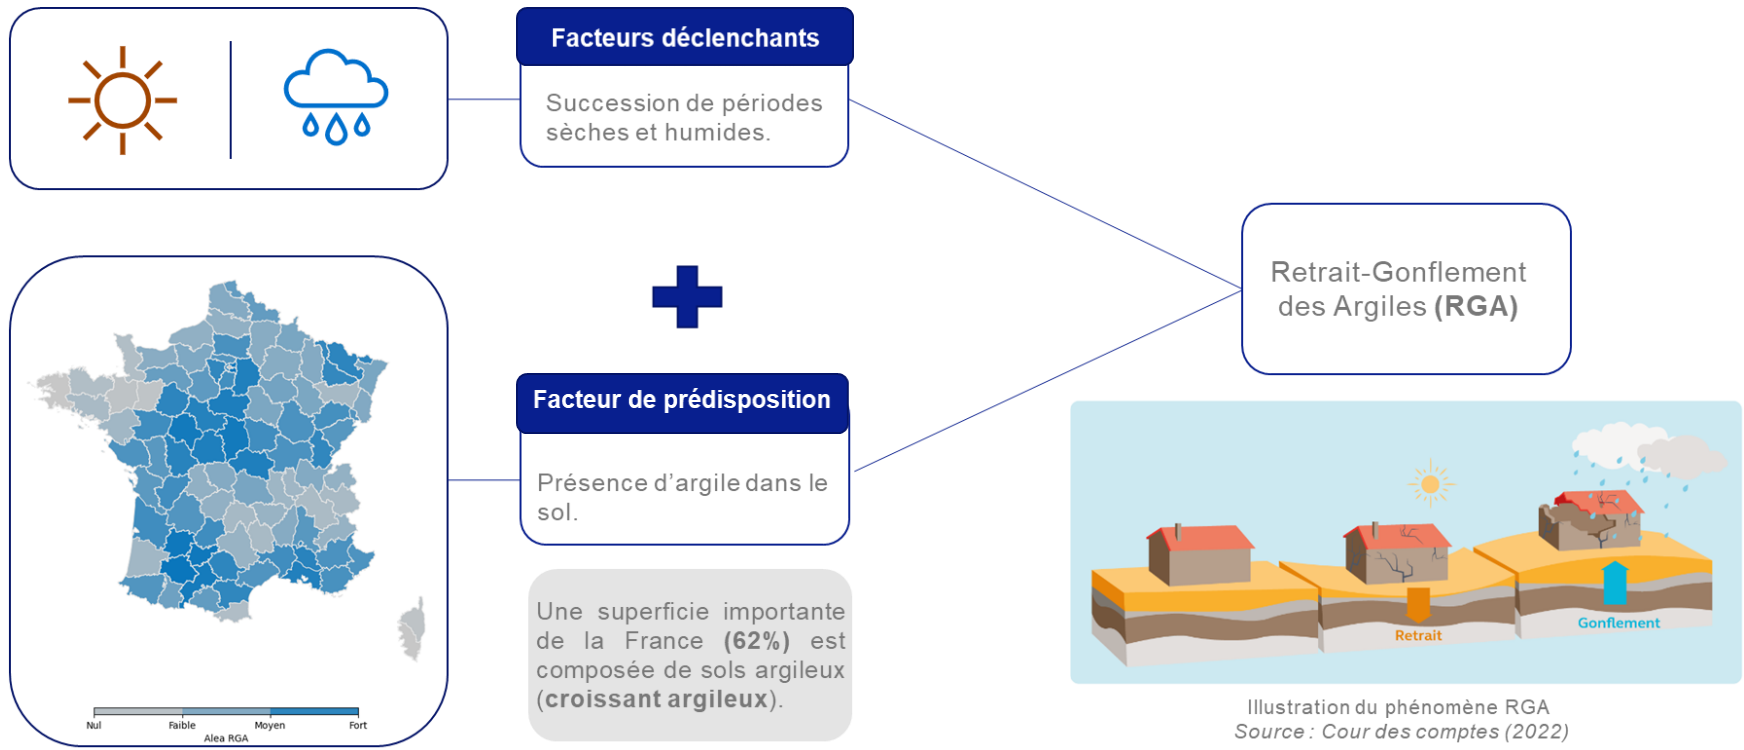 Facteurs déclenchants
Succession de périodes
sèches et humides.
Retrait-Gonflement
des Argiles (RGA)
Facteur de prédisposition
Présence d’argile dans le
sol.
Une superficie importante
de la France (62%) est
composée de sols argileux
(croissant argileux).
Nul Faible Moyen Fort
Alea RGA
Retrait
Gonflement
Illustration du phénomène RGA
Source : Cour des comptes (2022)